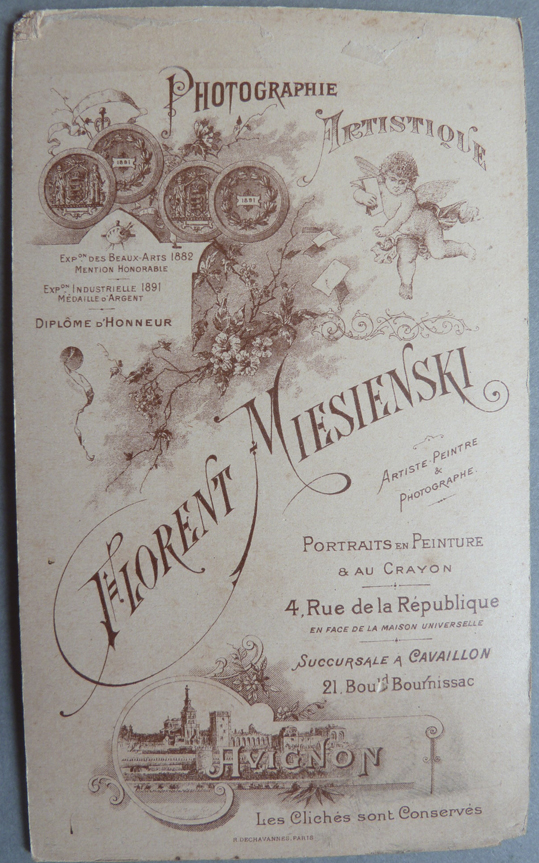 PHOTOGRAPHIE
ARTISTIQUE
1881
1891
EXPon DES BEAUX-ARTS 1882
MENTION HONORABLE
EXPon INDUSTRIELLE 1891
MÉDAILLE D'ARGENT
DIPLÔME D'HONNEUR
FLORENT MIESIENSKI
ARTISTE-PEINTRE
&
PHOTOGRAPHE.
PORTRAITS EN PEINTURE
& AU CRAYON
4, Rue de la République
EN FACE DE LA MAISON UNIVERSELLE
SUCCURSALE A CAVAILLON
21. Boud Bournissac
AVIGNON
Les Clichés sont Conservés
P. DECHAVANNES. PARIS